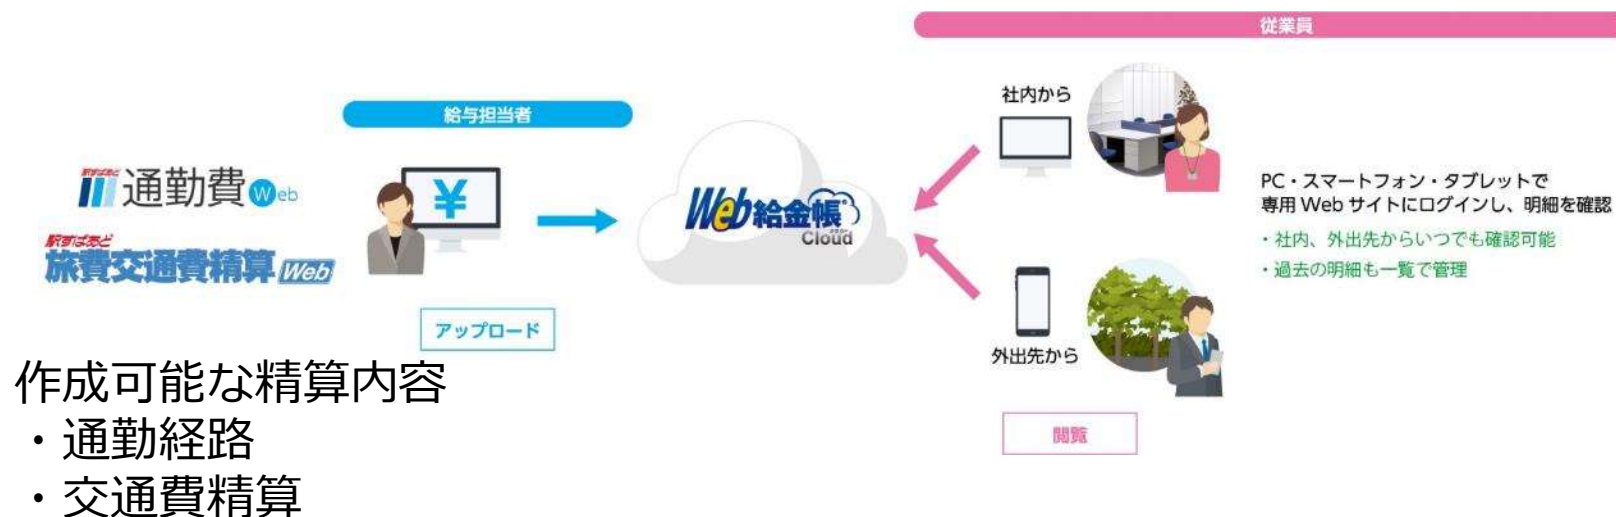 従業員
給与担当者
社内から
駅すぱあと
通勤費Web
駅すぱあと
旅費交通費精算Web
¥
Web給金帳
クラウド
Cloud
PC・スマートフォン・タブレットで
専用 Web サイトにログインし、明細を確認
・社内、外出先からいつでも確認可能
・過去の明細も一覧で管理
アップロード
外出先から
閲覧
作成可能な精算内容
・通勤経路
・交通費精算